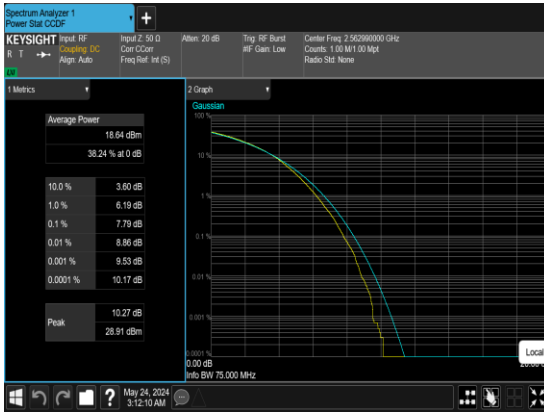 Spectrum Analyzer 1
Power Stat CCDF
KEYSIGHT
R T
LXI
Input: RF
Coupling: DC
Align: Auto
Input Z: 50 Ω
Corr CCorr
Freq Ref: Int (S)
Atten: 20 dB
Trig: RF Burst
#IF Gain: Low
Center Freq: 2.562990000 GHz
Counts: 1.00 M/1.00 Mpt
Radio Std: None
1 Metrics
Average Power
18.64 dBm
38.24 % at 0 dB
10.0 % 3.60 dB
1.0 % 6.19 dB
0.1 % 7.79 dB
0.01 % 8.86 dB
0.001 % 9.53 dB
0.0001 % 10.17 dB
Peak
10.27 dB
28.91 dBm
2 Graph
Gaussian
100 %
10 %
1 %
0.1 %
0.01 %
0.001 %
0.0001 %
0.00 dB
Info BW 75.000 MHz
Local
May 24, 2024
3:12:10 AM